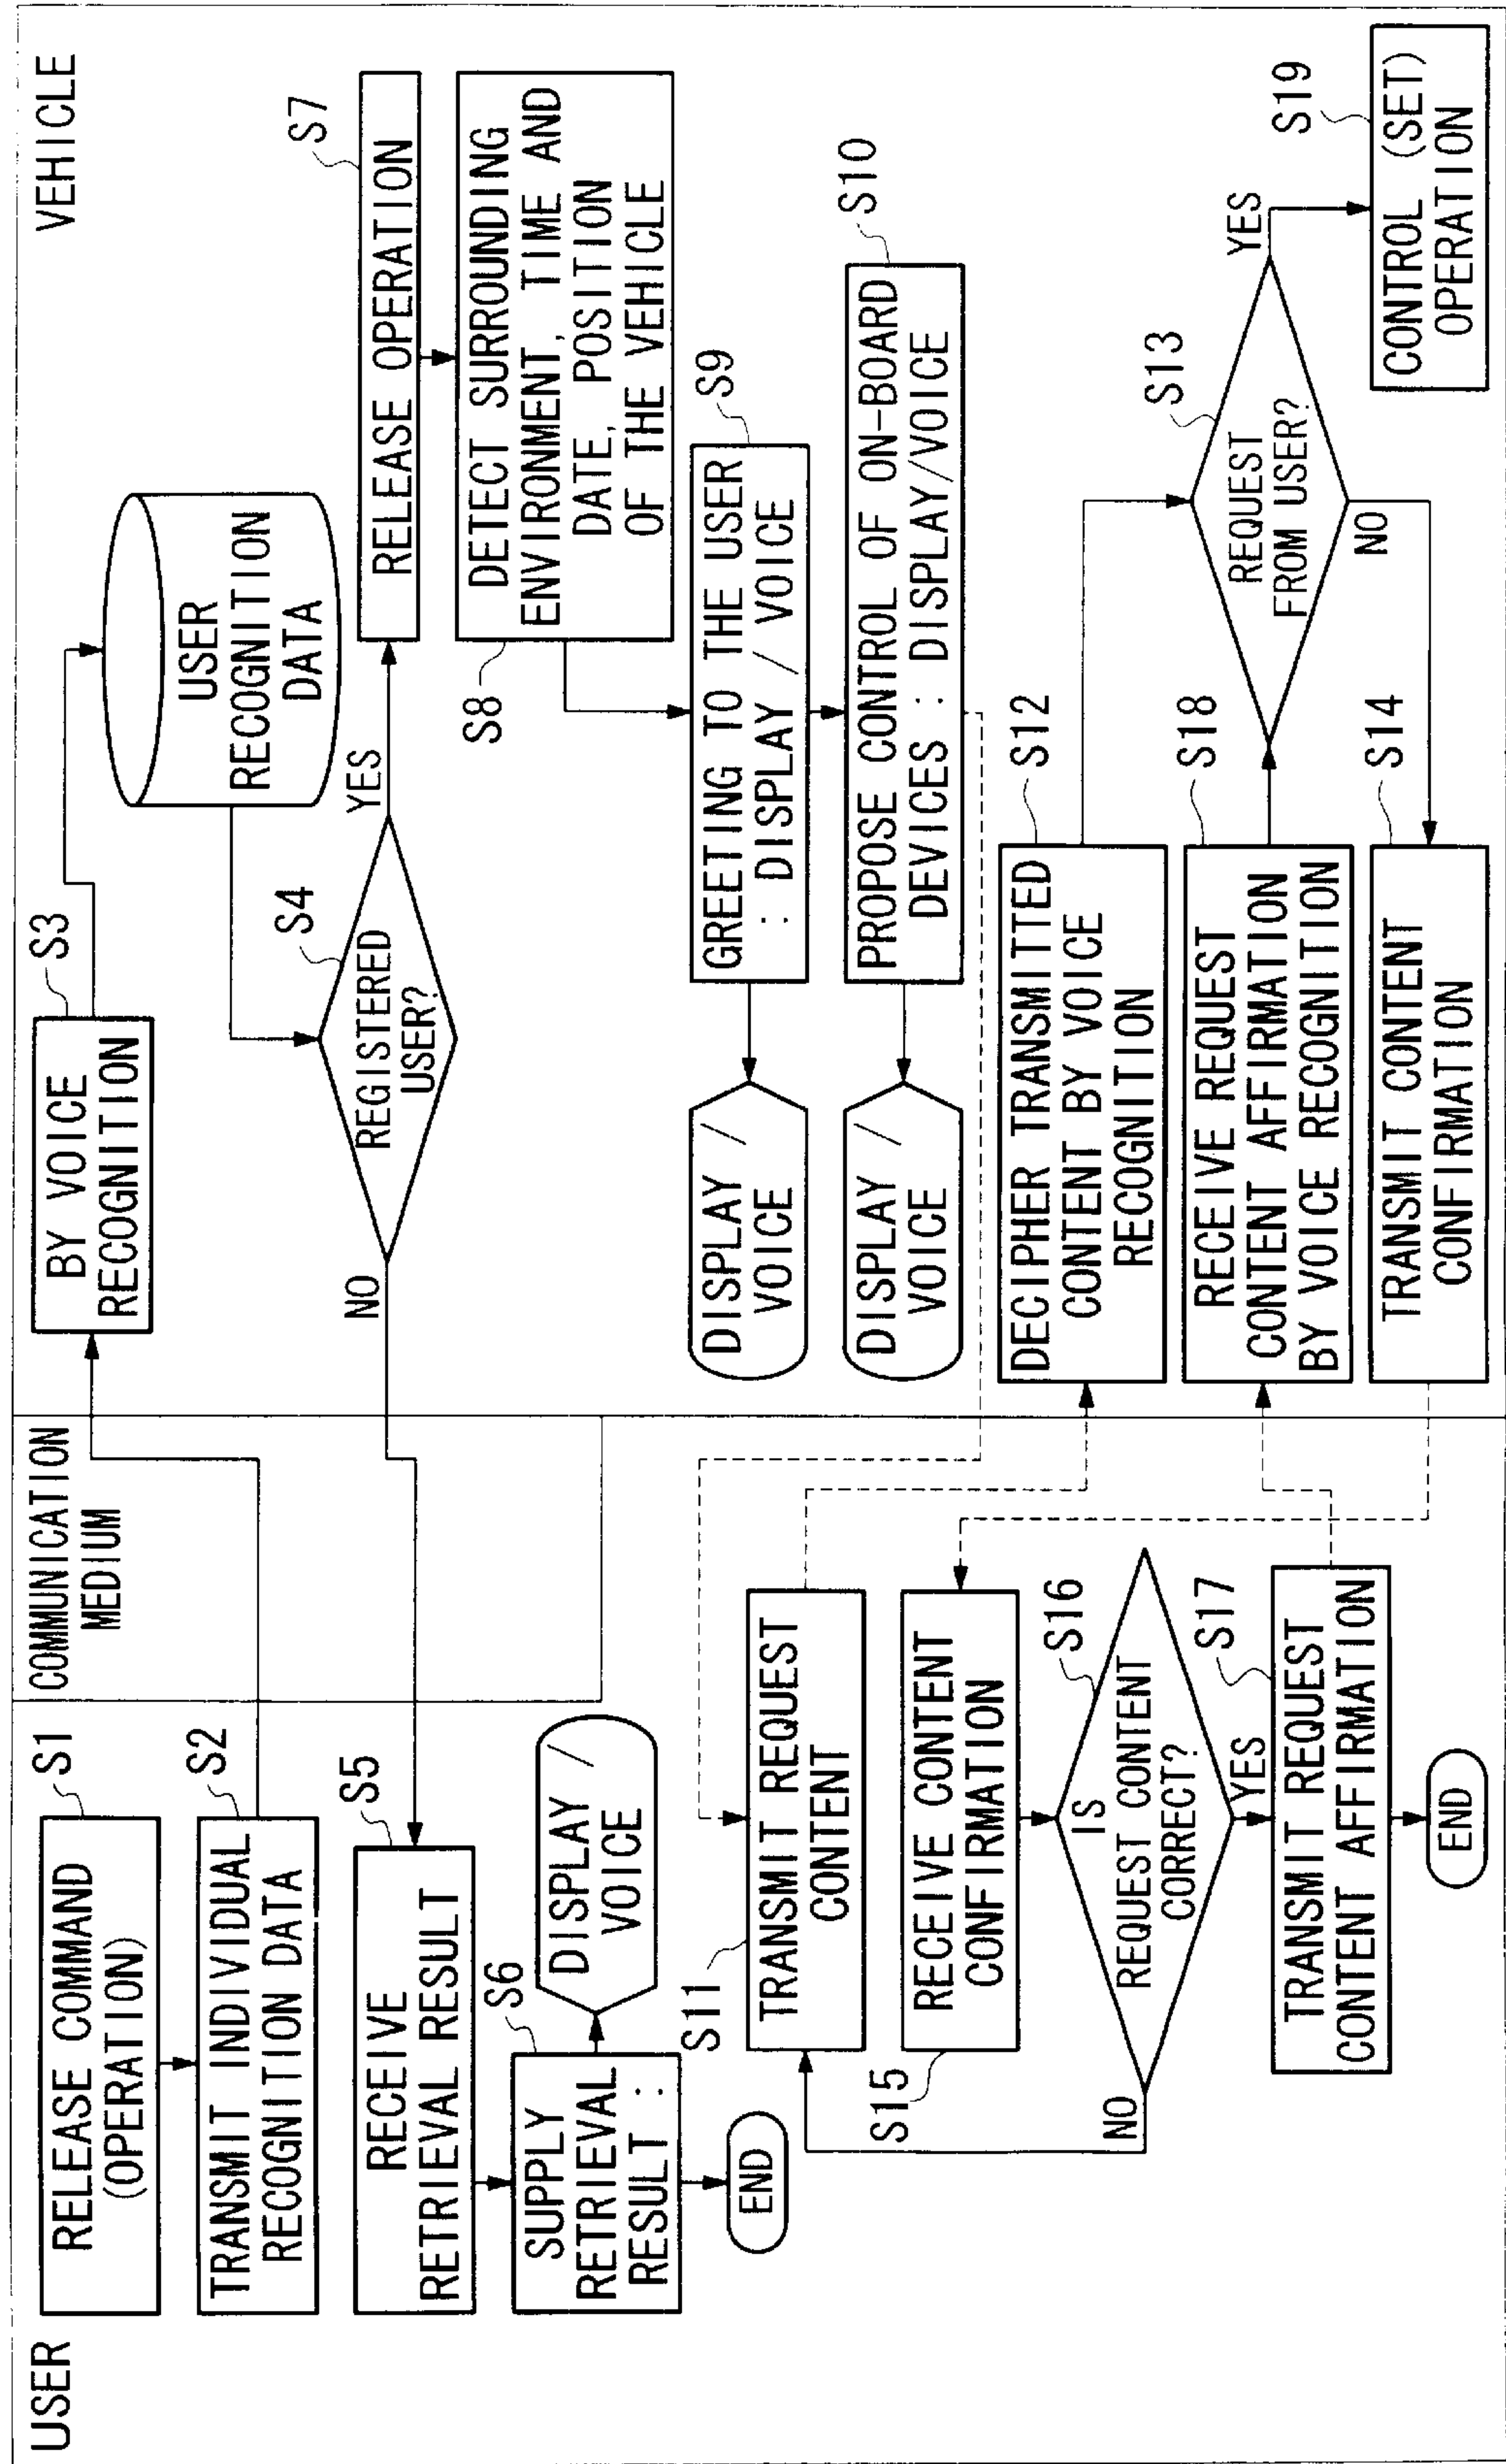 USER
COMMUNICATION
MEDIUM
VEHICLE
S1
RELEASE COMMAND
(OPERATION)
S2
TRANSMIT INDIVIDUAL
RECOGNITION DATA
S3
BY VOICE
RECOGNITION
USER
RECOGNITION
DATA
S4
REGISTERED
USER?
YES
NO
S5
RECEIVE
RETRIEVAL RESULT
S6
SUPPLY
RETRIEVAL
RESULT :
DISPLAY /
VOICE
END
S7
RELEASE OPERATION
S8
DETECT SURROUNDING
ENVIRONMENT, TIME AND
DATE, POSITION
OF THE VEHICLE
S9
GREETING TO THE USER
: DISPLAY / VOICE
DISPLAY /
VOICE
S10
PROPOSE CONTROL OF ON-BOARD
DEVICES : DISPLAY/VOICE
DISPLAY /
VOICE
S11
TRANSMIT REQUEST
CONTENT
S12
DECIPHER TRANSMITTED
CONTENT BY VOICE
RECOGNITION
S13
REQUEST
FROM USER?
YES
NO
S14
TRANSMIT CONTENT
CONFIRMATION
S15
RECEIVE CONTENT
CONFIRMATION
S16
IS
REQUEST CONTENT
CORRECT?
NO
YES
S17
TRANSMIT REQUEST
CONTENT AFFIRMATION
END
S18
RECEIVE REQUEST
CONTENT AFFIRMATION
BY VOICE RECOGNITION
S19
CONTROL (SET)
OPERATION